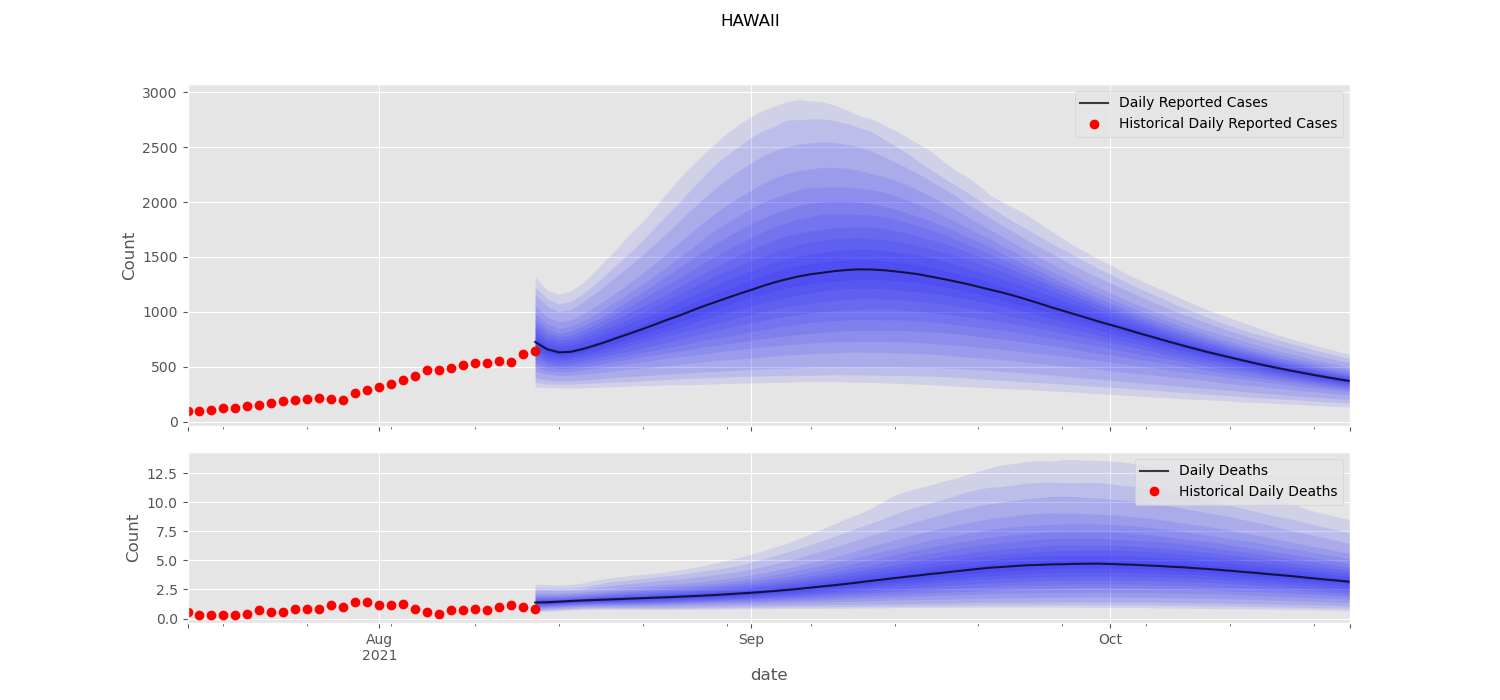 HAWAII
3000
2500
2000
1500
1000
500
0
Count
Daily Reported Cases
Historical Daily Reported Cases
12.5
10.0
7.5
5.0
2.5
0.0
Count
Daily Deaths
Historical Daily Deaths
Aug
2021
Sep
Oct
date